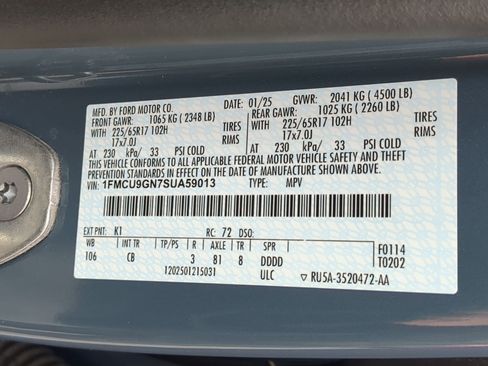 MFD. BY FORD MOTOR CO. 01/25 GVWR: 2041 KG ( 4500 LB)
FRONT GAWR: 1065 KG ( 2348 LB) REAR GAWR: 1025 KG ( 2260 LB)
WITH 225/65R17 102H TIRES WITH 225/65R17 102H TIRES
17x7.0J RIMS 17x7.0J RIMS
AT 230 kPa/ 33 PSI COLD AT 230 kPa/ 33 PSI COLD
THIS VEHICLE CONFORMS TO ALL APPLICABLE FEDERAL MOTOR VEHICLE SAFETY AND THEFT
PREVENTION STANDARDS IN EFFECT ON THE DATE OF MANUFACTURE SHOWN ABOVE.
VIN: 1FMCU9GN7SUA59013 TYPE: MPV
EXT PNT: K1 RC: 72 DSO:
WB INT TR TP/PS R AXLE TR SPR F0114
106 CB 3 81 8 DDDD T0202
1202501215031 ULC ▽ RU5A-3520472-AA